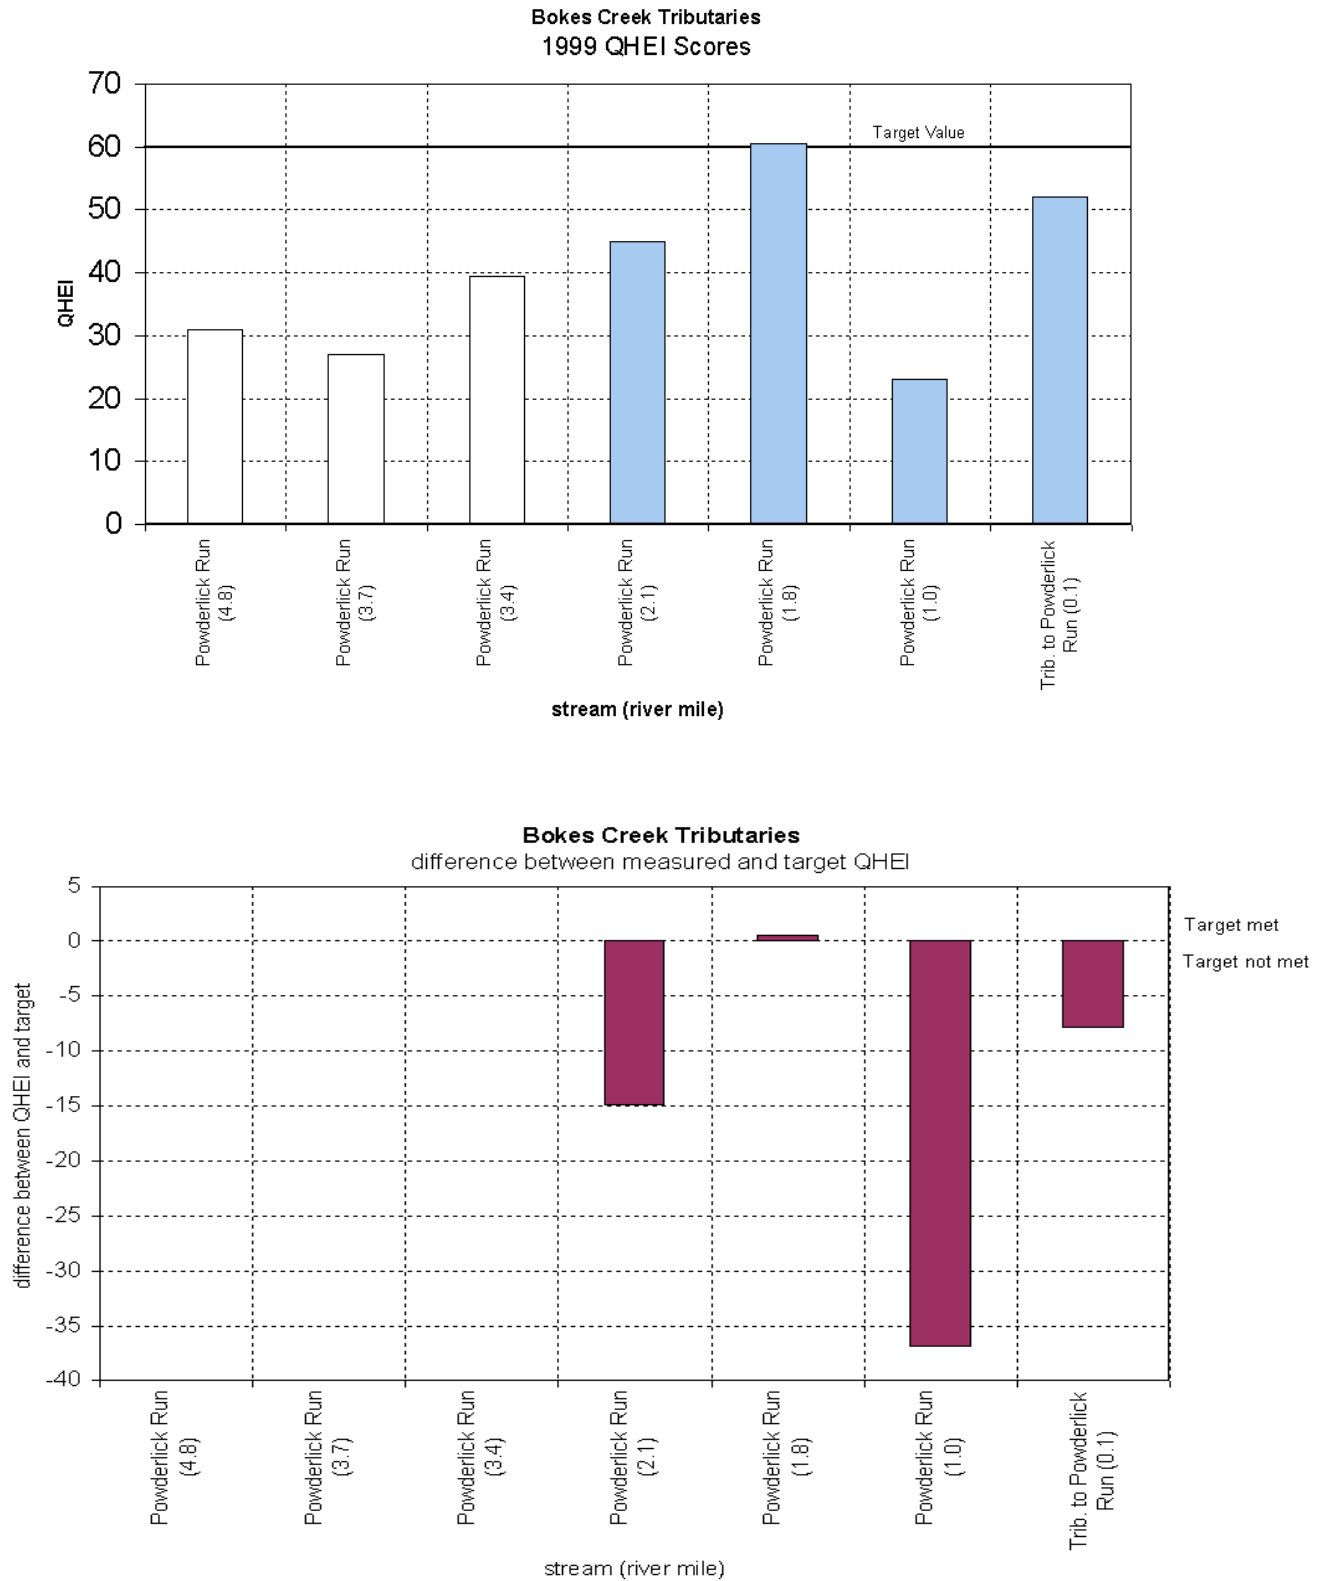 Bokes Creek Tributaries
1999 QHEI Scores
70
60
50
40
30
20
10
0
QHEI
Target Value
Powderlick Run
(4.8)
Powderlick Run
(3.7)
Powderlick Run
(3.4)
Powderlick Run
(2.1)
Powderlick Run
(1.8)
Powderlick Run
(1.0)
Trib. to Powderlick
Run (0.1)
stream (river mile)
Bokes Creek Tributaries
difference between measured and target QHEI
5
0
-5
-10
-15
-20
-25
-30
-35
-40
difference between QHEI and target
Target met
Target not met
Powderlick Run
(4.8)
Powderlick Run
(3.7)
Powderlick Run
(3.4)
Powderlick Run
(2.1)
Powderlick Run
(1.8)
Powderlick Run
(1.0)
Trib. to Powderlick
Run (0.1)
stream (river mile)